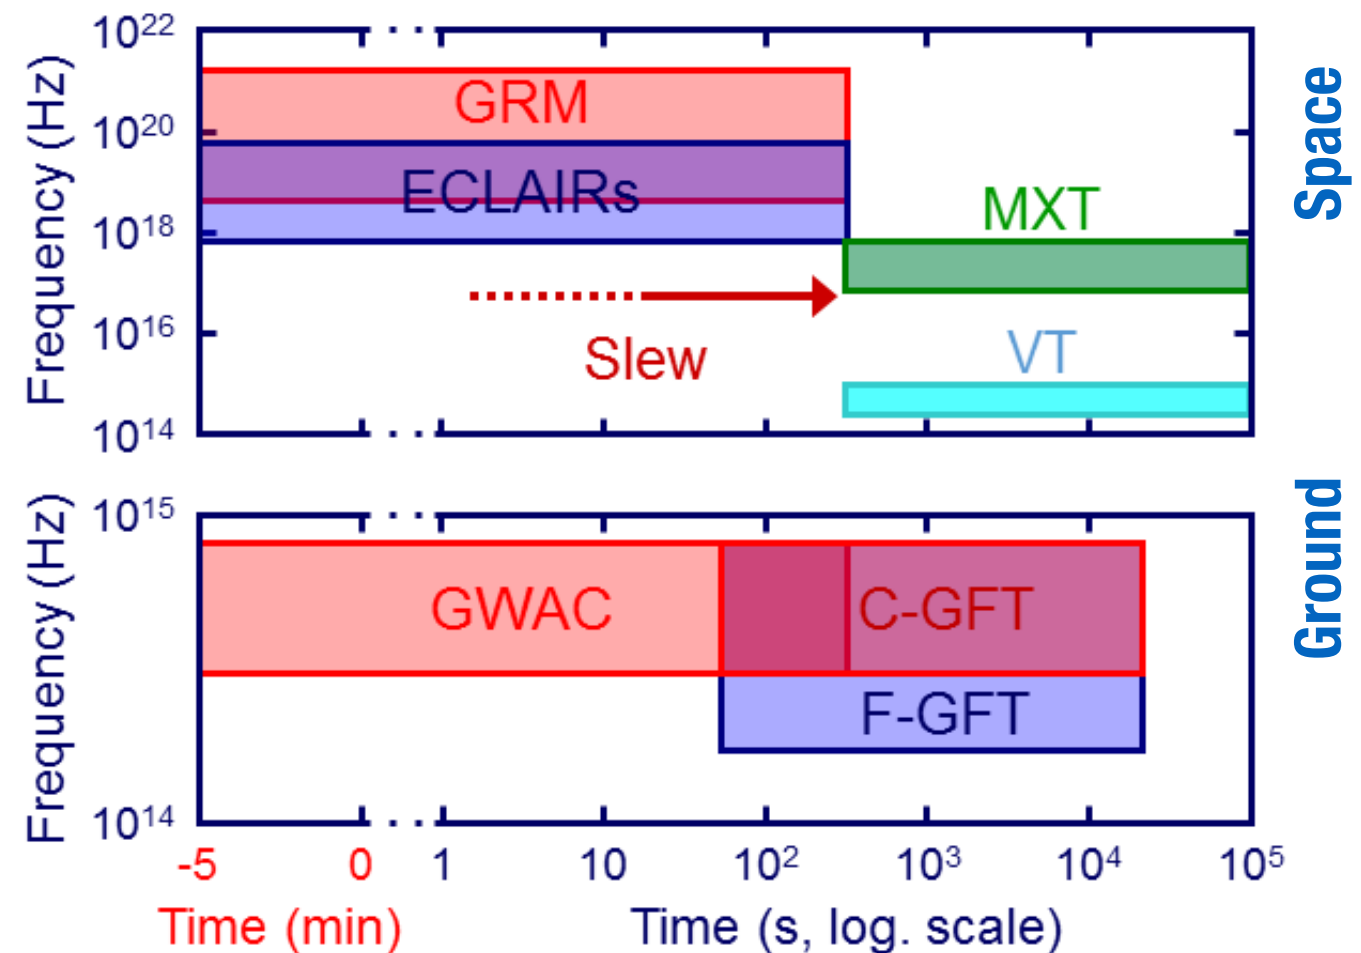 10²²
10²⁰
10¹⁸
10¹⁶
10¹⁴
Frequency (Hz)
GRM
ECLAIRs
MXT
Slew
VT
Space
10¹⁵
10¹⁴
Frequency (Hz)
GWAC
C-GFT
F-GFT
Ground
-5 0 1 10 10² 10³ 10⁴ 10⁵
Time (min) Time (s, log. scale)